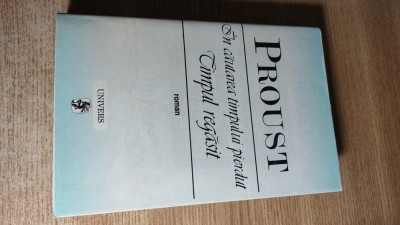 PROUST
În căutarea timpului pierdut
Timpul regăsit
roman
UNIVERS